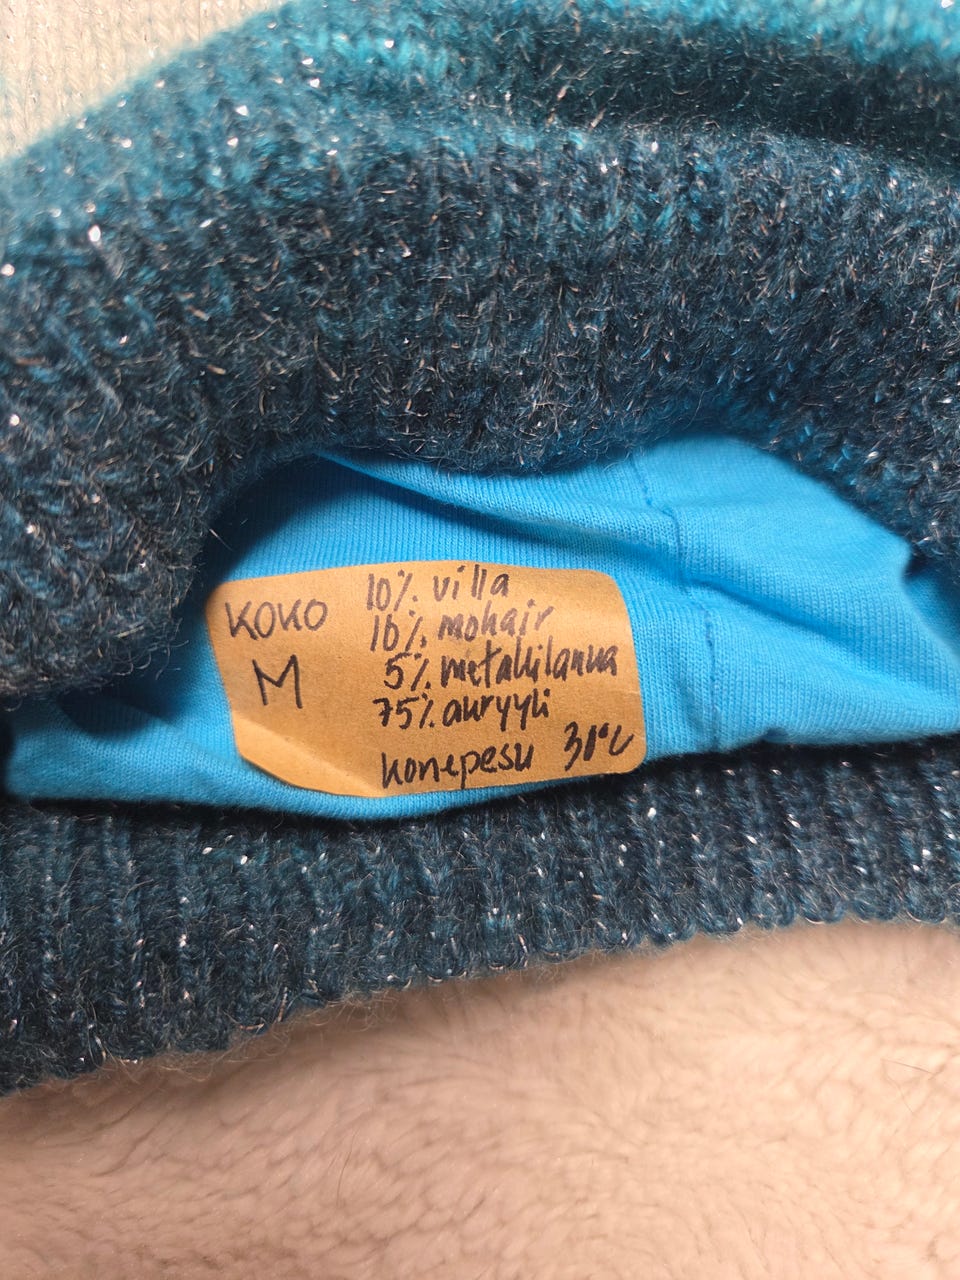 KOKO
M
10% villa
10% mohair
5% metallilanka
75% akryyli
konepesu 30°C